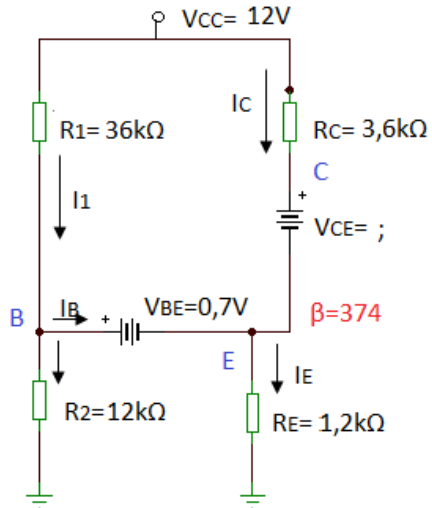 VCC= 12V
IC
R1= 36kΩ
RC= 3,6kΩ
C
I1
+
VCE= ;
IB
+
VBE=0,7V
β=374
B
E
IE
R2=12kΩ
RE= 1,2kΩ